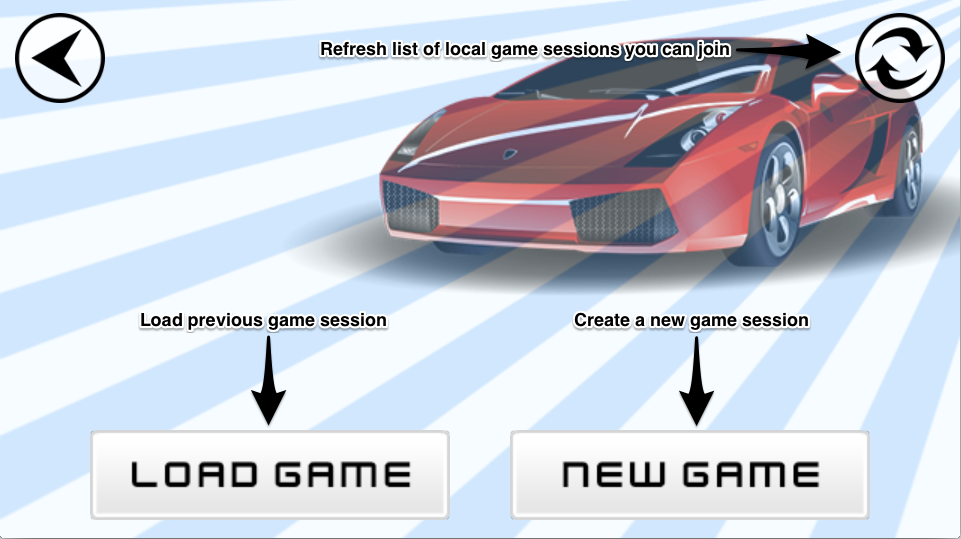 Refresh list of local game sessions you can join
Load previous game session
Create a new game session
LOAD GAME
NEW GAME